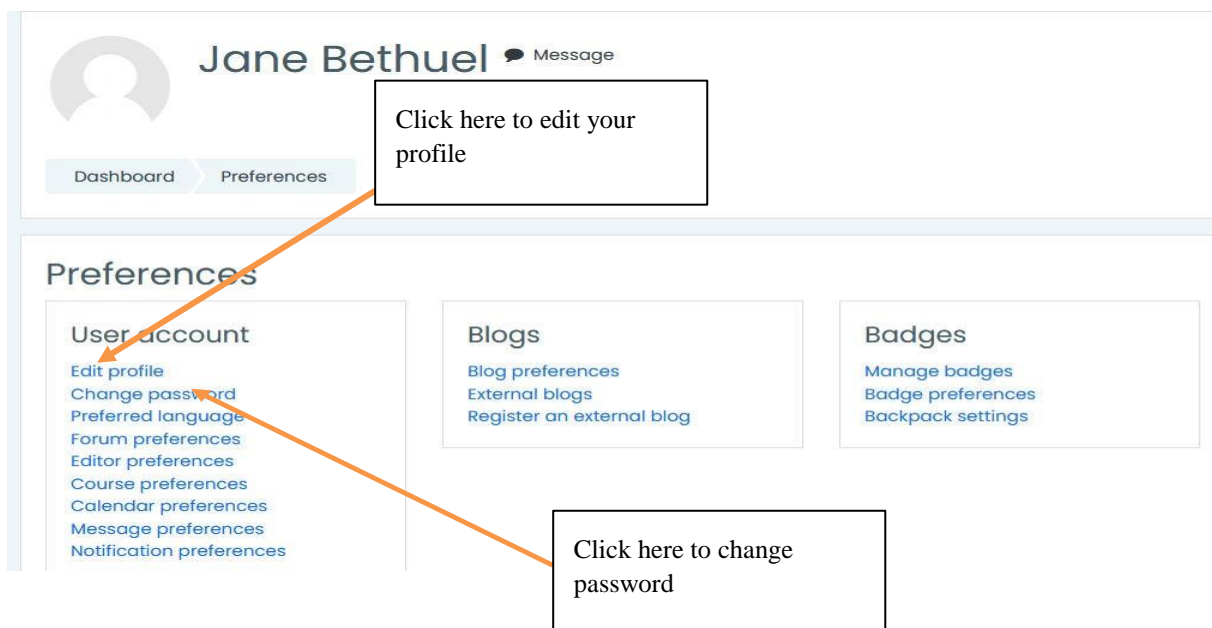 Jane Bethuel Message
Click here to edit your
profile
Dashboard Preferences
Preferences
User account
Edit profile
Change password
Preferred language
Forum preferences
Editor preferences
Course preferences
Calendar preferences
Message preferences
Notification preferences
Blogs
Blog preferences
External blogs
Register an external blog
Badges
Manage badges
Badge preferences
Backpack settings
Click here to change
password